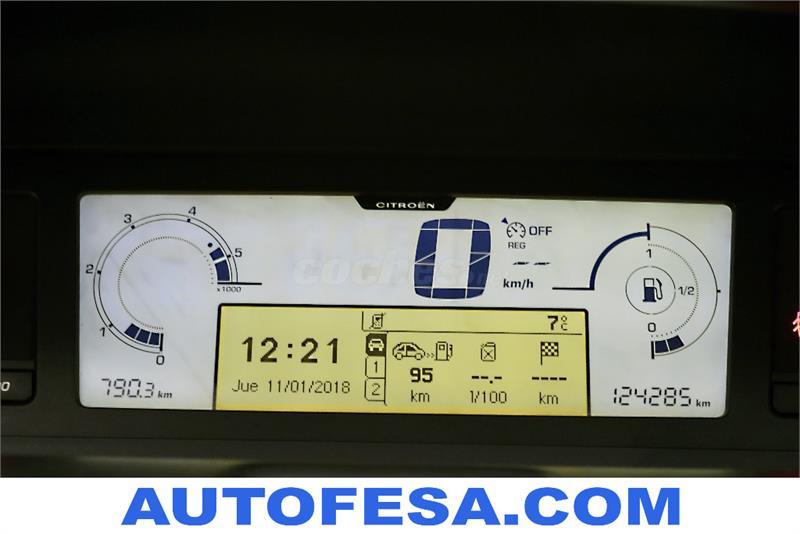 CITROËN
3 4
2 5
1 x1000
0
790.3 km
0
OFF
REG
-- 
km/h
1
1/2
0
124285 km
7°C
12:21
Jue 11/01/2018
1
2
95
km
--.-
1/100
----
km
AUTOFESA.COM